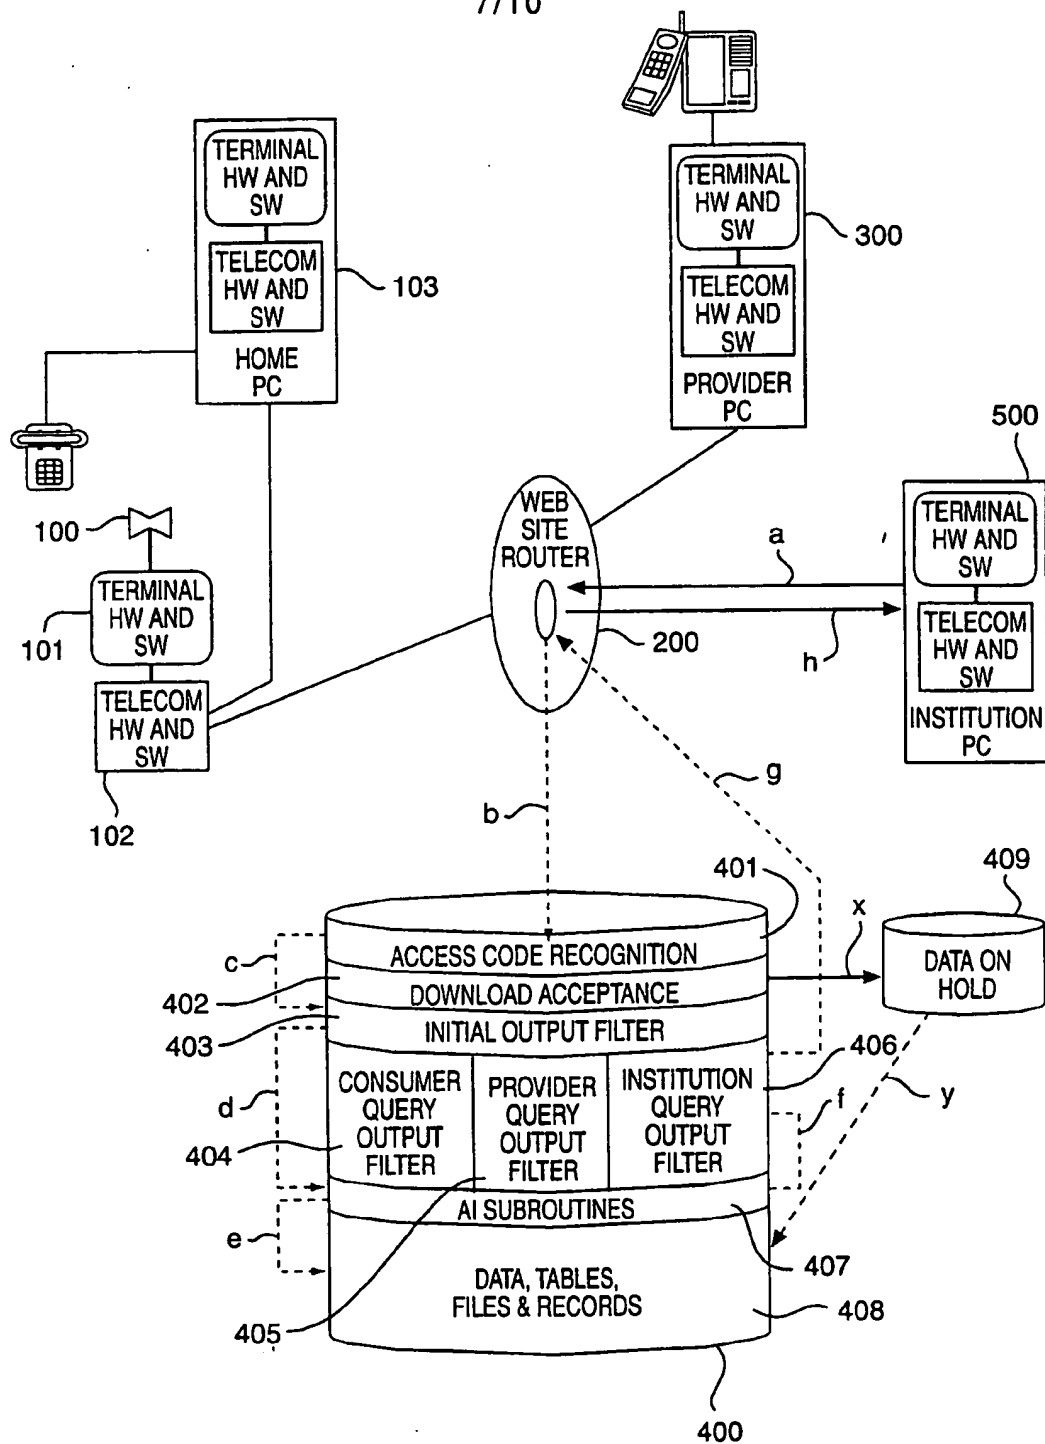 7/10
TERMINAL
HW AND
SW
TELECOM
HW AND
SW
HOME
PC
103
TERMINAL
HW AND
SW
TELECOM
HW AND
SW
PROVIDER
PC
300
500
TERMINAL
HW AND
SW
TELECOM
HW AND
SW
INSTITUTION
PC
100
TERMINAL
HW AND
SW
101
TELECOM
HW AND
SW
102
WEB
SITE
ROUTER
200
a
h
b
g
401
409
x
DATA ON
HOLD
y
ACCESS CODE RECOGNITION
c
402
DOWNLOAD ACCEPTANCE
403
INITIAL OUTPUT FILTER
406
CONSUMER
QUERY
OUTPUT
FILTER
PROVIDER
QUERY
OUTPUT
FILTER
INSTITUTION
QUERY
OUTPUT
FILTER
d
f
404
AI SUBROUTINES
e
407
DATA, TABLES,
FILES & RECORDS
408
405
400